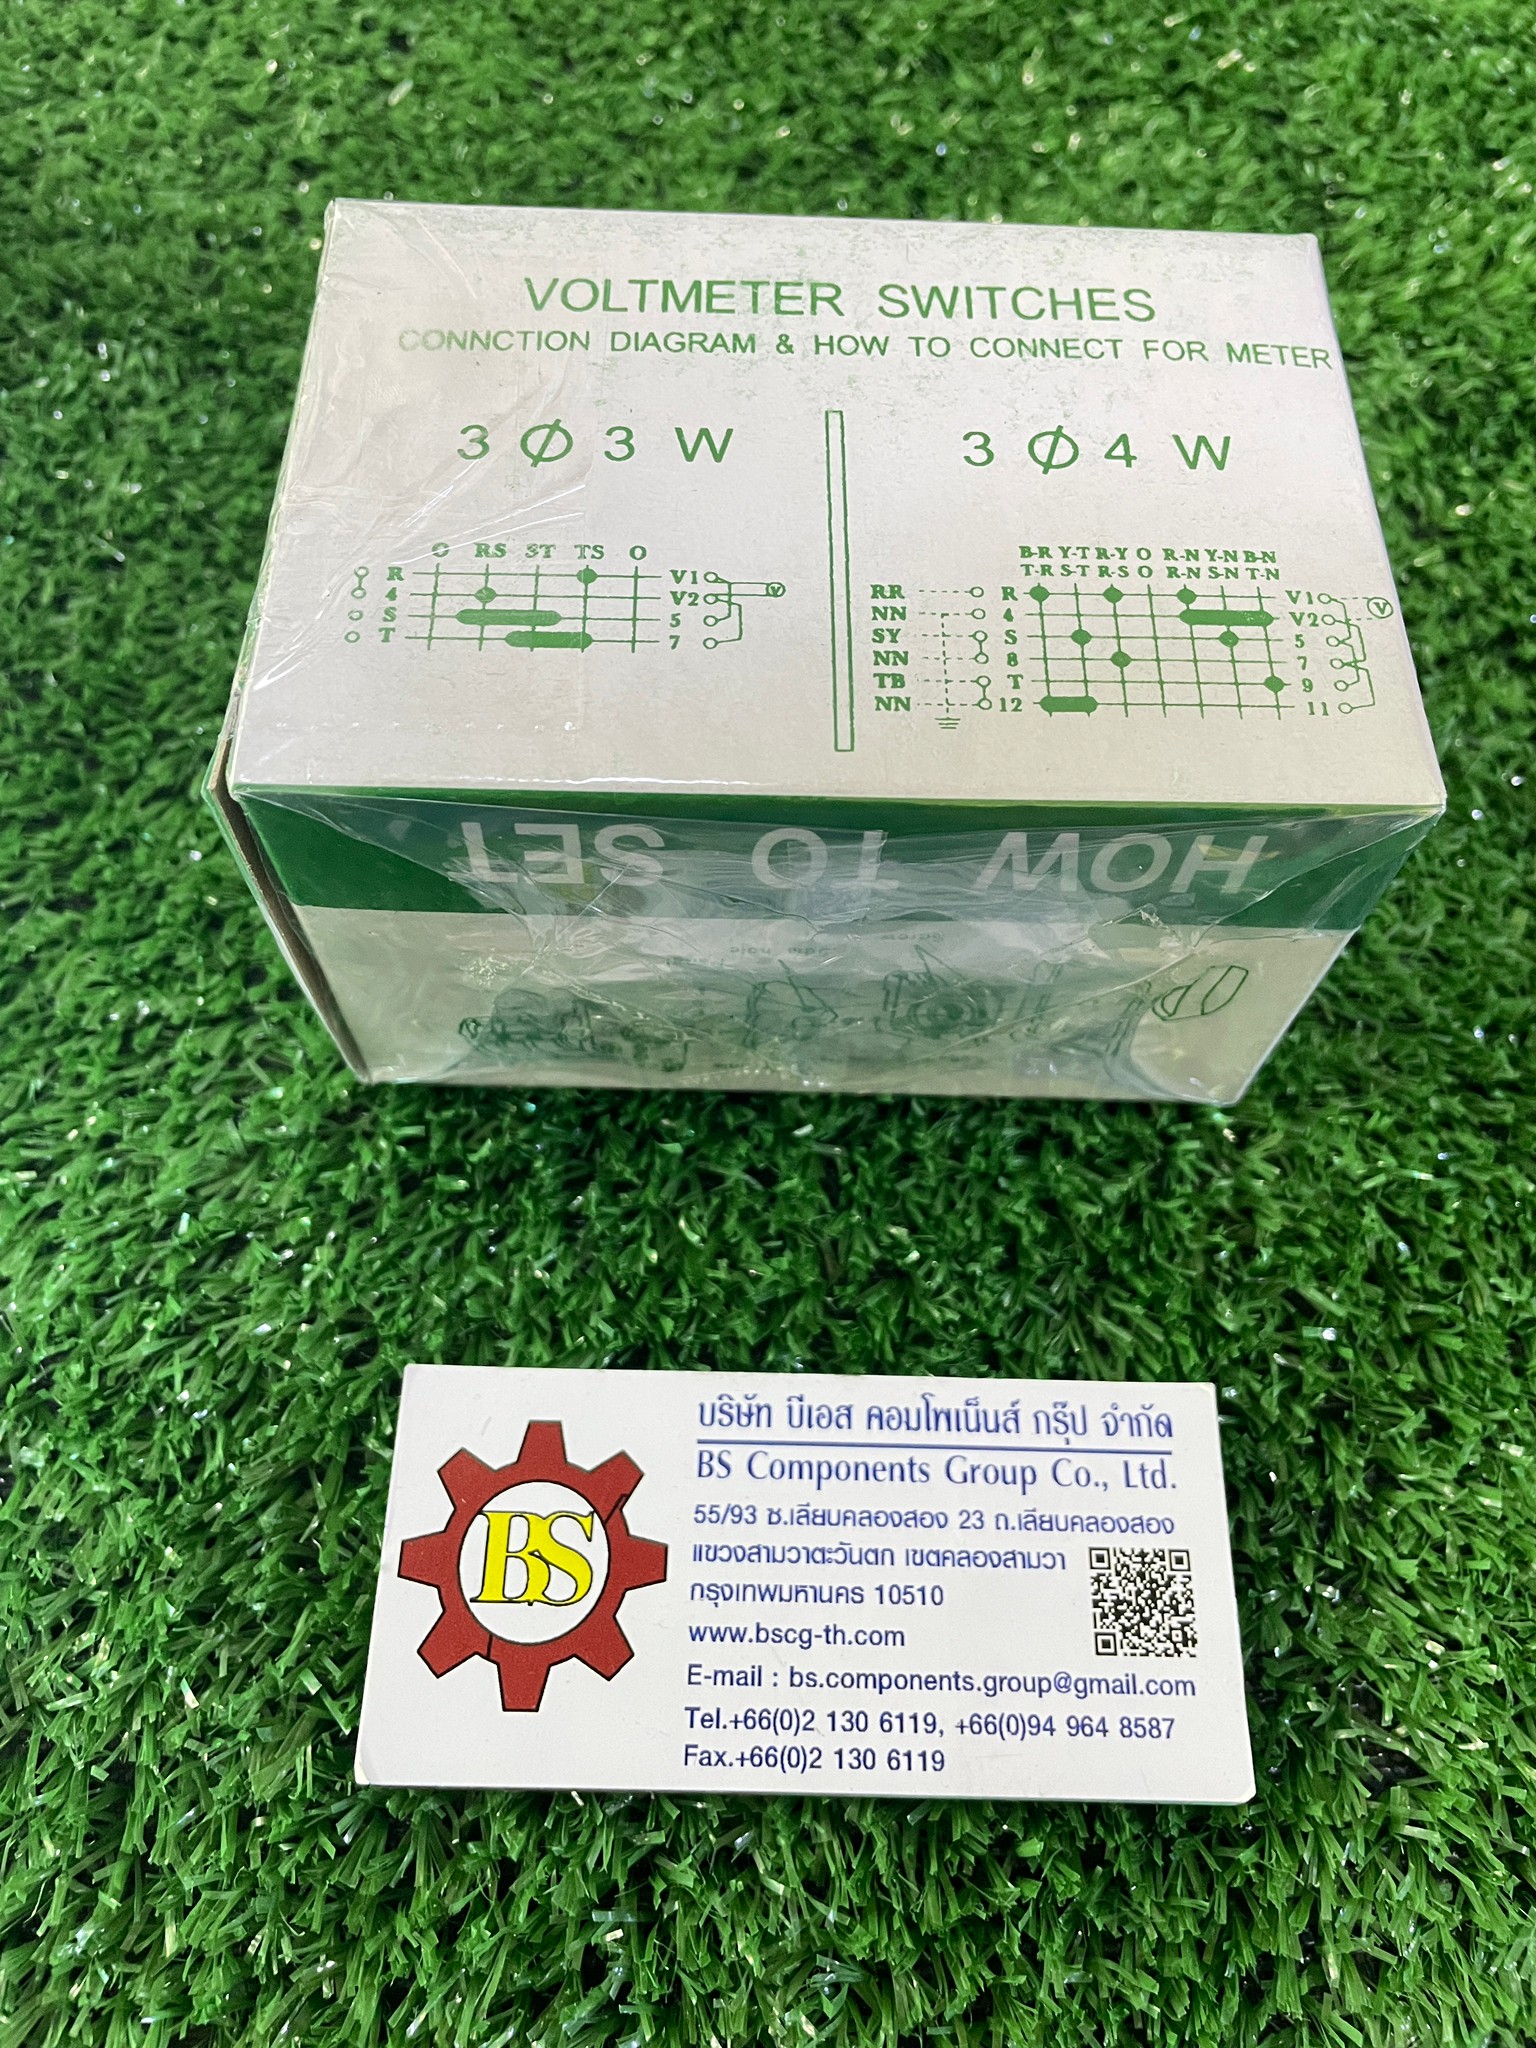 VOLTMETER SWITCHES
CONNCTION DIAGRAM & HOW TO CONNECT FOR METER
3 Ø 3 W
O RS ST TS O
R V1 V
4 V2
S 5
T 7
3 Ø 4 W
B-R Y-T R-Y O R-N Y-N B-N
T-R S-T R-S O R-N S-N T-N
RR R V1 V
NN 4 V2
SY S 5
NN 8 7
TB T 9
NN 12 11
HOW TO SET
BS
บริษัท บีเอส คอมโพเน็นส์ กรุ๊ป จำกัด
BS Components Group Co., Ltd.
55/93 ซ.เลียบคลองสอง 23 ถ.เลียบคลองสอง
แขวงสามวาตะวันตก เขตคลองสามวา
กรุงเทพมหานคร 10510
www.bscg-th.com
E-mail : bs.components.group@gmail.com
Tel.+66(0)2 130 6119, +66(0)94 964 8587
Fax.+66(0)2 130 6119